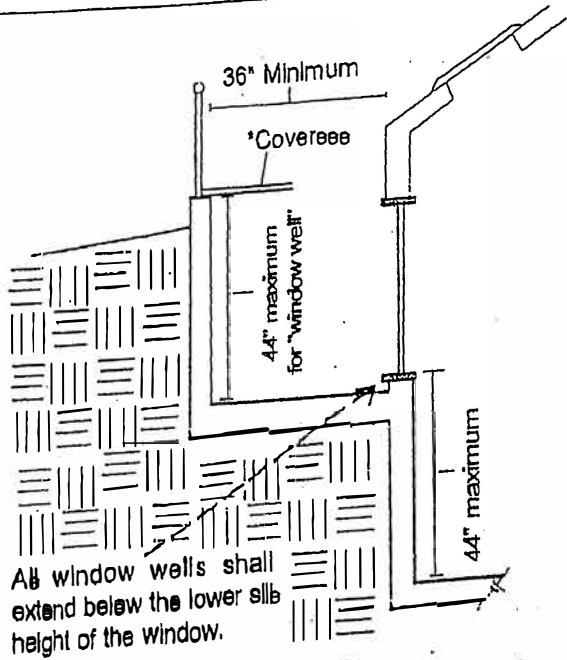 36" Minimum
*Covereee
44" maximum
for "window well"
44" maximum
All window wells shall
extend below the lower sill
height of the window.